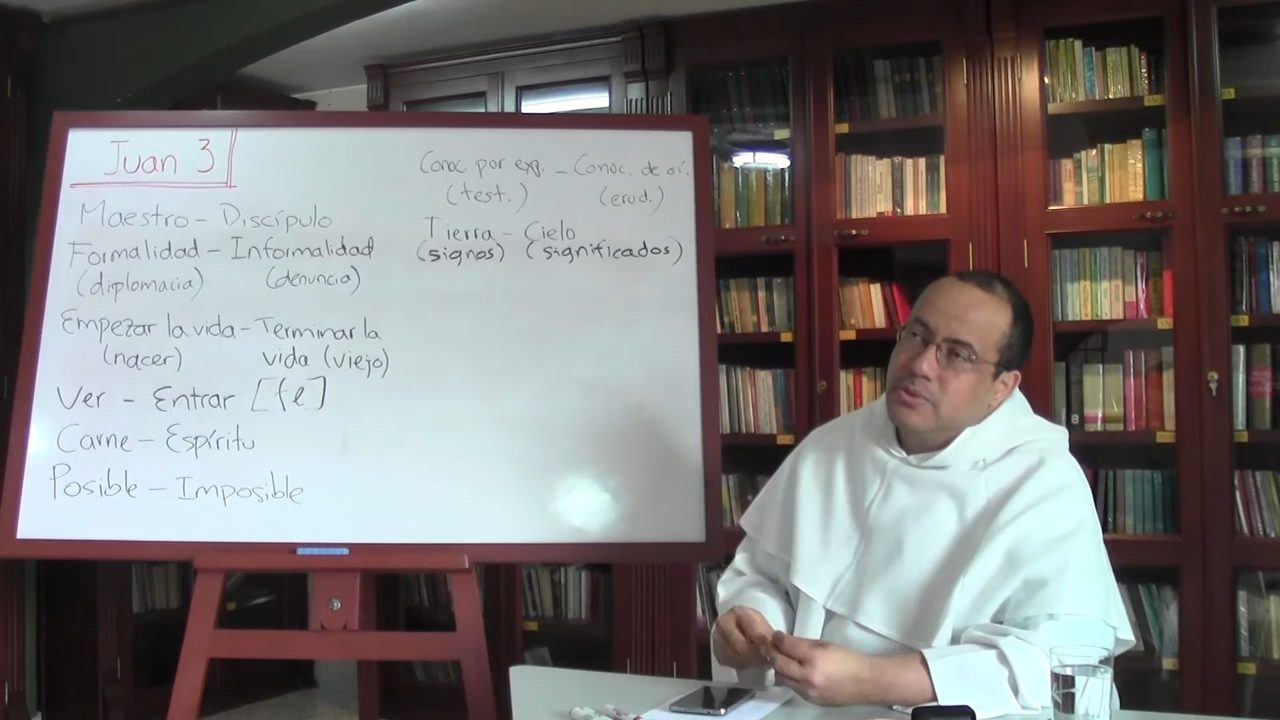 Juan 3
Maestro - Discípulo
Formalidad - Informalidad
(diplomacia) (denuncia)
Empezar la vida - Terminar la
(nacer) vida (viejo)
Ver - Entrar [fe]
Carne - Espíritu
Posible - Imposible
Conoc. por exp. - Conoc. de oí.
(test.) (erud.)
Tierra - Cielo
(signos) (significados)